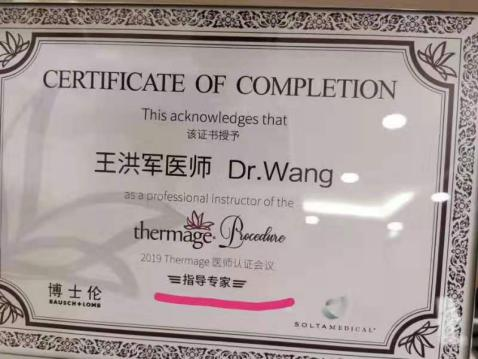 CERTIFICATE OF COMPLETION
This acknowledges that
该证书授予
王洪军医师 Dr.Wang
as a professional Instructor of the
thermage® Procedure
2019 Thermage 医师认证会议
指导专家
博士伦
BAUSCH+LOMB
SOLTAMEDICAL®